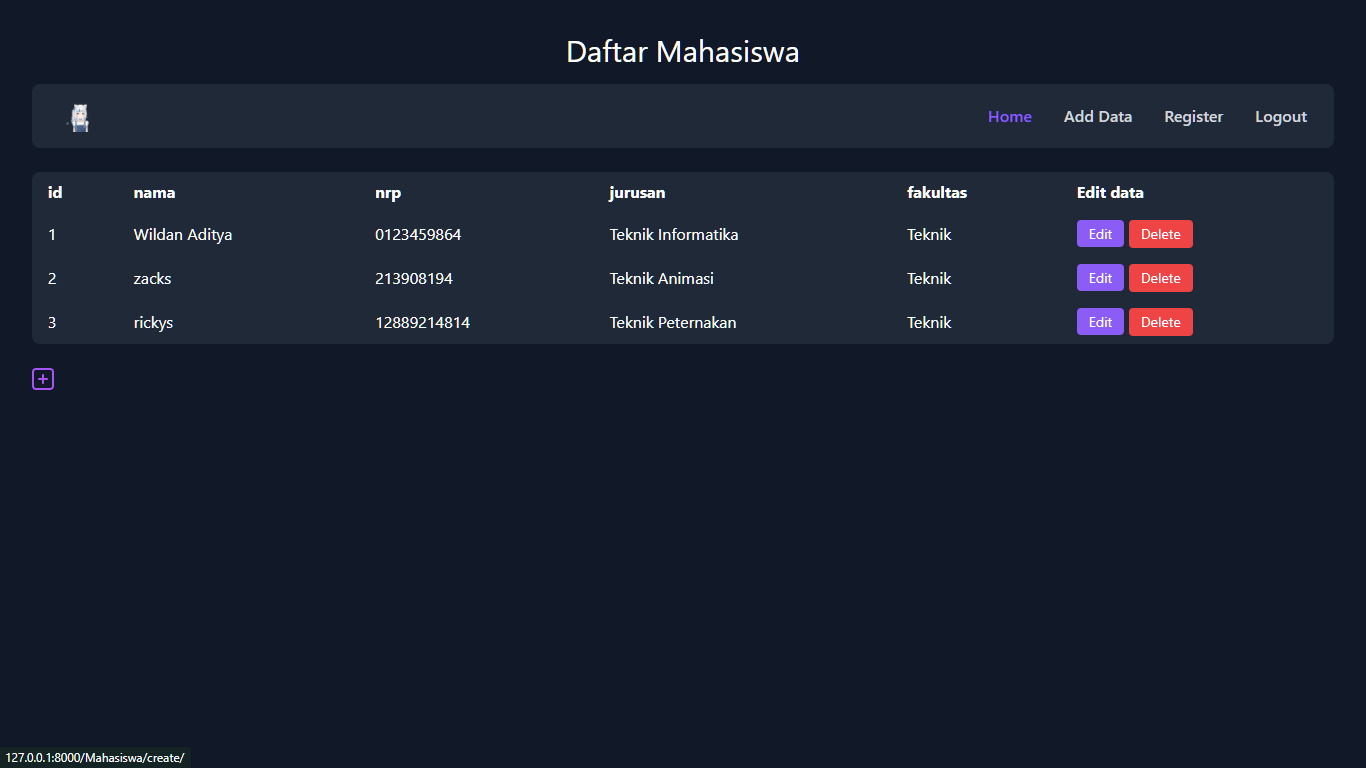 Daftar Mahasiswa
Home Add Data Register Logout
id nama nrp jurusan fakultas Edit data
1 Wildan Aditya 0123459864 Teknik Informatika Teknik Edit Delete
2 zacks 213908194 Teknik Animasi Teknik Edit Delete
3 rickys 12889214814 Teknik Peternakan Teknik Edit Delete
127.0.0.1:8000/Mahasiswa/create/